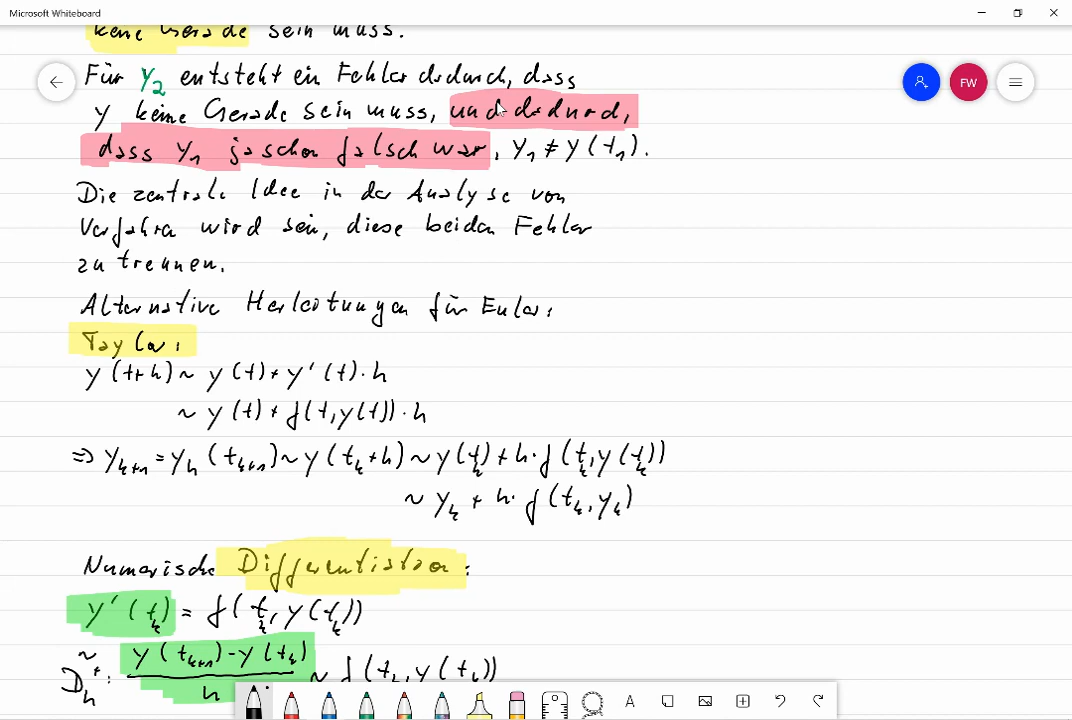 Microsoft Whiteboard
keine Gerade sein muss.
Für y₂ entsteht ein Fehler dadurch, dass
FW
y keine Gerade sein muss, und dadurch,
dass y₁ ja schon falsch war, y₁ ≠ y(t₁).
Die zentrale Idee in der Analyse von
Verfahren wird sein, diese beiden Fehler
zu trennen.
Alternative Herleitungen für Euler:
Taylor:
y(t+h) ~ y(t) + y'(t)·h
~ y(t) + f(t, y(t))·h
⇒ yₖ₊₁ = yₕ(tₖ₊₁) ~ y(tₖ+h) ~ y(tₖ) + h·f(tₖ, y(tₖ))
~ yₖ + h·f(tₖ, yₖ)
Numerische Differentiation:
y'(tₖ) = f(tₖ, y(tₖ))
~
Dₕ⁺: (y(tₖ₊₁) - y(tₖ)) / h ~ f(tₖ, y(tₖ))
A